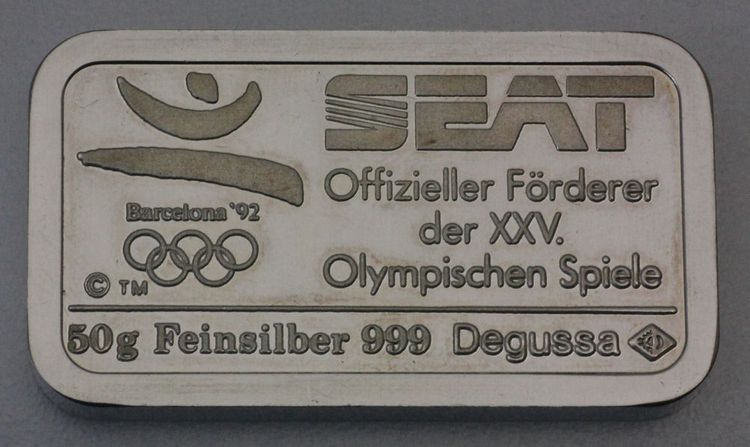 SEAT
Offizieller Förderer
der XXV.
Olympischen Spiele
Barcelona '92
© TM
50g Feinsilber 999 Degussa